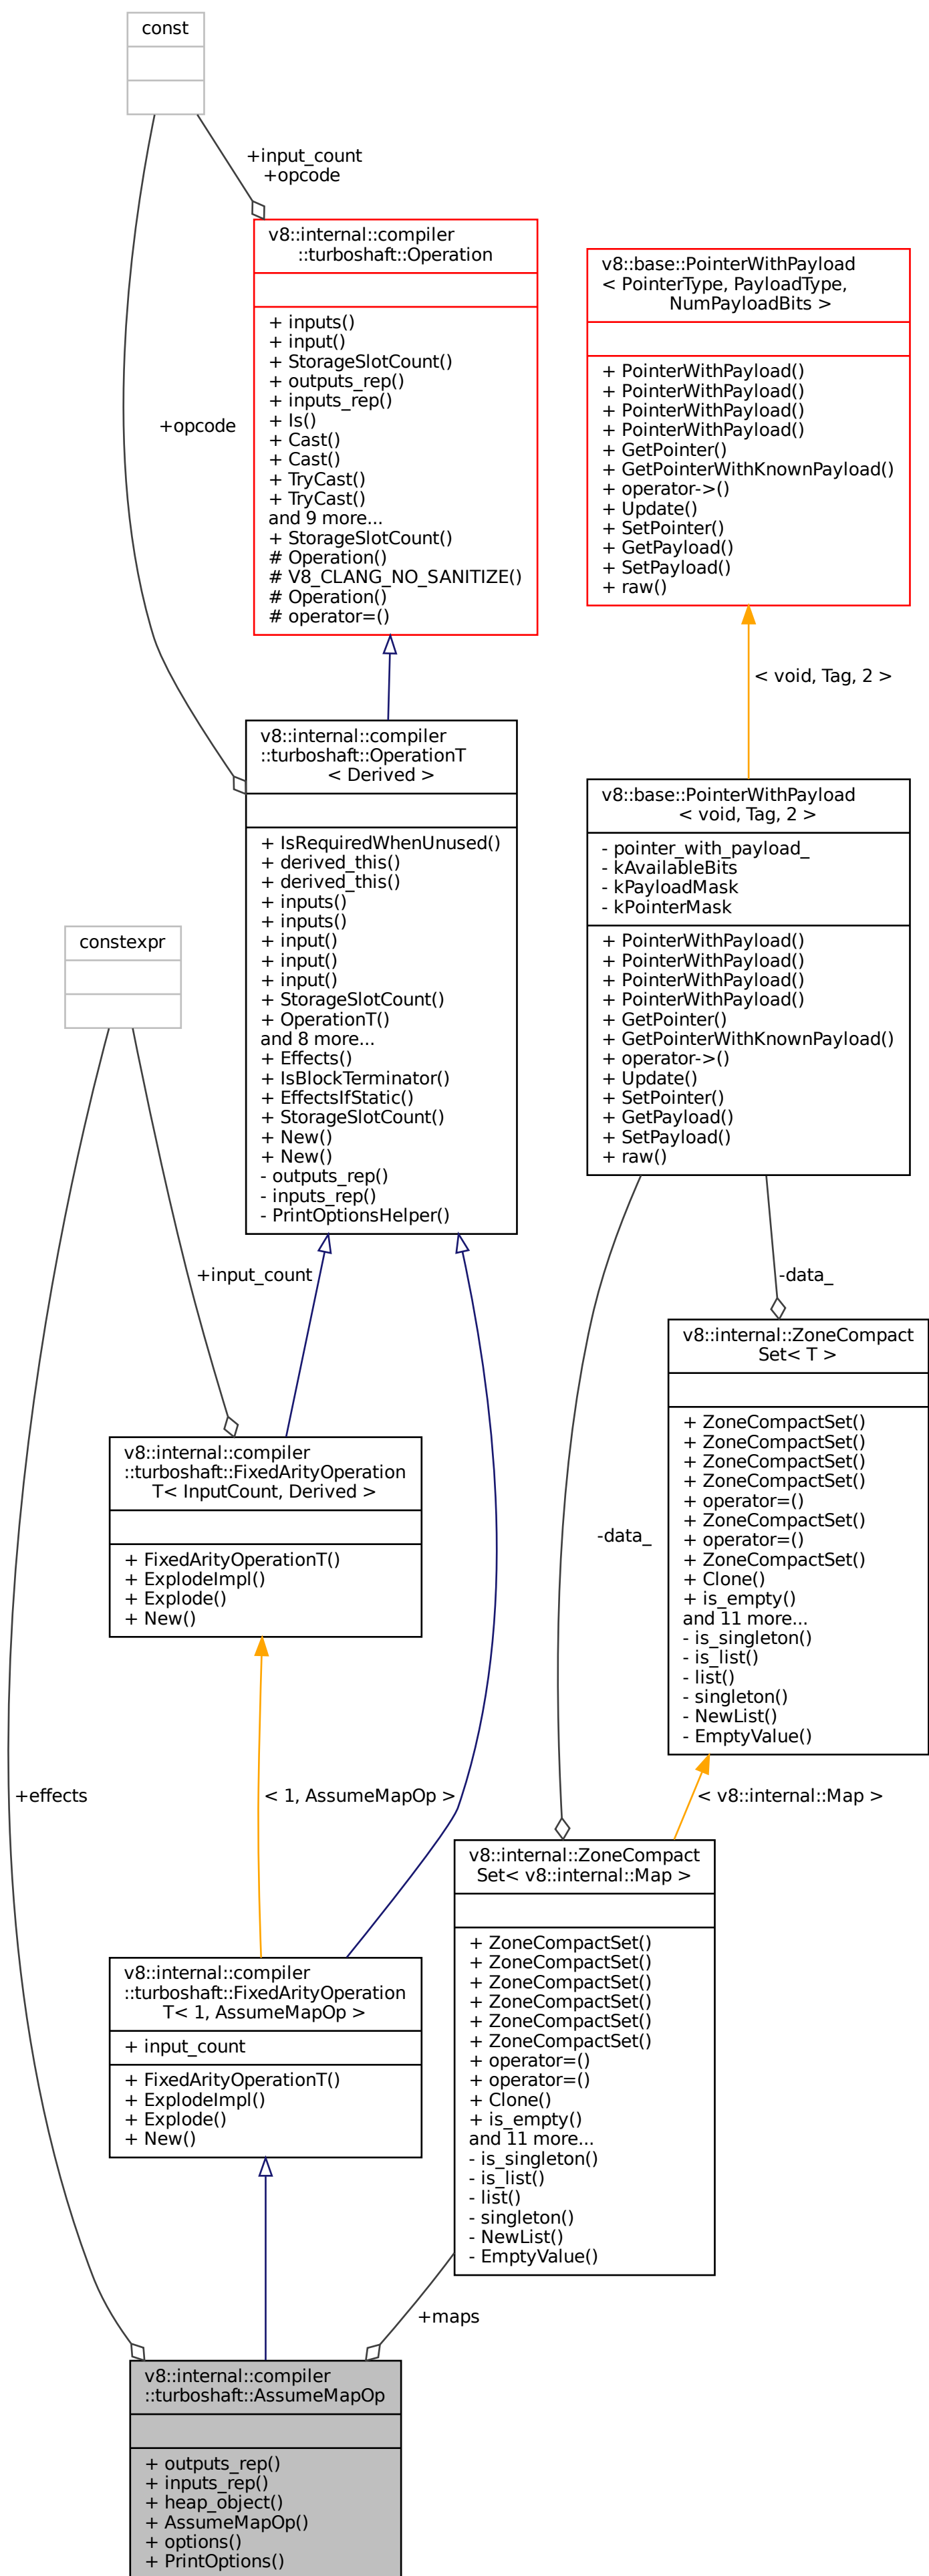 const
+input_count
+opcode
v8::internal::compiler
::turboshaft::Operation
+ inputs()
+ input()
+ StorageSlotCount()
+ outputs_rep()
+ inputs_rep()
+ Is()
+ Cast()
+ Cast()
+ TryCast()
+ TryCast()
and 9 more...
+ StorageSlotCount()
# Operation()
# V8_CLANG_NO_SANITIZE()
# Operation()
# operator=()
v8::base::PointerWithPayload
< PointerType, PayloadType,
NumPayloadBits >
+ PointerWithPayload()
+ PointerWithPayload()
+ PointerWithPayload()
+ PointerWithPayload()
+ GetPointer()
+ GetPointerWithKnownPayload()
+ operator->()
+ Update()
+ SetPointer()
+ GetPayload()
+ SetPayload()
+ raw()
+opcode
< void, Tag, 2 >
v8::internal::compiler
::turboshaft::OperationT
< Derived >
+ IsRequiredWhenUnused()
+ derived_this()
+ derived_this()
+ inputs()
+ inputs()
+ input()
+ input()
+ input()
+ StorageSlotCount()
+ OperationT()
and 8 more...
+ Effects()
+ IsBlockTerminator()
+ EffectsIfStatic()
+ StorageSlotCount()
+ New()
+ New()
- outputs_rep()
- inputs_rep()
- PrintOptionsHelper()
v8::base::PointerWithPayload
< void, Tag, 2 >
- pointer_with_payload_
- kAvailableBits
- kPayloadMask
- kPointerMask
+ PointerWithPayload()
+ PointerWithPayload()
+ PointerWithPayload()
+ PointerWithPayload()
+ GetPointer()
+ GetPointerWithKnownPayload()
+ operator->()
+ Update()
+ SetPointer()
+ GetPayload()
+ SetPayload()
+ raw()
constexpr
+input_count
-data_
v8::internal::ZoneCompact
Set< T >
+ ZoneCompactSet()
+ ZoneCompactSet()
+ ZoneCompactSet()
+ ZoneCompactSet()
+ operator=()
+ ZoneCompactSet()
+ operator=()
+ ZoneCompactSet()
+ Clone()
+ is_empty()
and 11 more...
- is_singleton()
- is_list()
- list()
- singleton()
- NewList()
- EmptyValue()
v8::internal::compiler
::turboshaft::FixedArityOperation
T< InputCount, Derived >
+ FixedArityOperationT()
+ ExplodeImpl()
+ Explode()
+ New()
-data_
+effects
< 1, AssumeMapOp >
< v8::internal::Map >
v8::internal::ZoneCompact
Set< v8::internal::Map >
+ ZoneCompactSet()
+ ZoneCompactSet()
+ ZoneCompactSet()
+ ZoneCompactSet()
+ ZoneCompactSet()
+ ZoneCompactSet()
+ operator=()
+ operator=()
+ Clone()
+ is_empty()
and 11 more...
- is_singleton()
- is_list()
- list()
- singleton()
- NewList()
- EmptyValue()
v8::internal::compiler
::turboshaft::FixedArityOperation
T< 1, AssumeMapOp >
+ input_count
+ FixedArityOperationT()
+ ExplodeImpl()
+ Explode()
+ New()
+maps
v8::internal::compiler
::turboshaft::AssumeMapOp
+ outputs_rep()
+ inputs_rep()
+ heap_object()
+ AssumeMapOp()
+ options()
+ PrintOptions()